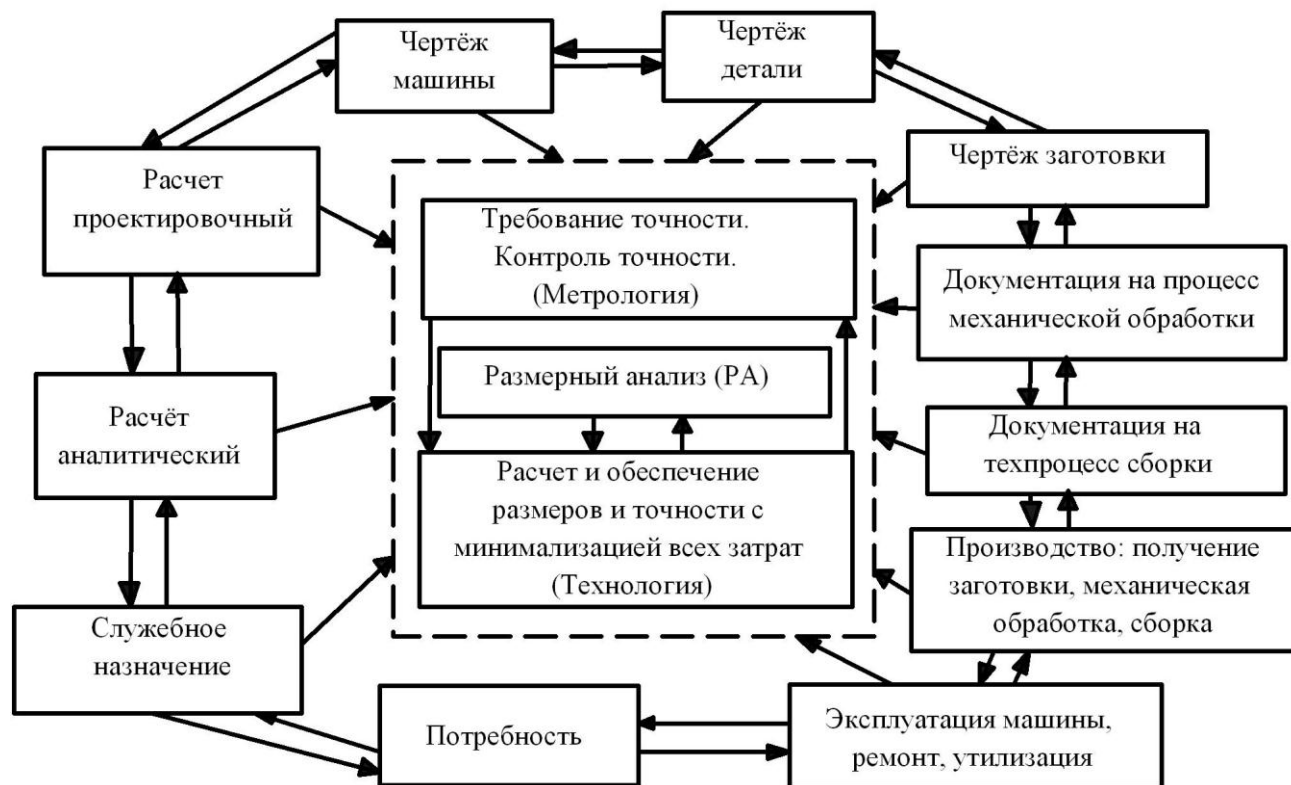 Чертёж
машины
Чертёж
детали
Расчет
проектировочный
Чертёж заготовки
Требование точности.
Контроль точности.
(Метрология)
Документация на процесс
механической обработки
Размерный анализ (РА)
Расчёт
аналитический
Документация на
техпроцесс сборки
Расчет и обеспечение
размеров и точности с
минимализацией всех затрат
(Технология)
Производство: получение
заготовки, механическая
обработка, сборка
Служебное
назначение
Потребность
Эксплуатация машины,
ремонт, утилизация